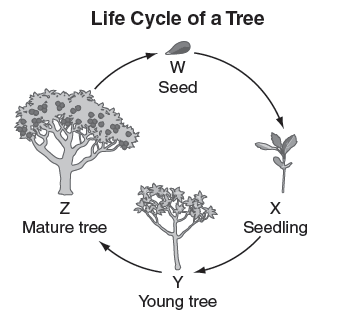 Life Cycle of a Tree
W
Seed
X
Seedling
Y
Young tree
Z
Mature tree